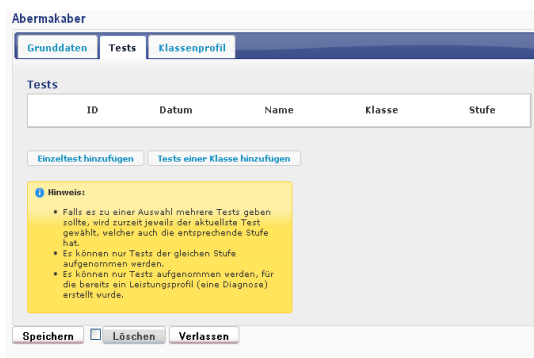 Abermakaber
Grunddaten Tests Klassenprofil
Tests
ID Datum Name Klasse Stufe
Einzeltest hinzufügen Tests einer Klasse hinzufügen
Hinweis:
• Falls es zu einer Auswahl mehrere Tests geben
sollte, wird zurzeit jeweils der aktuellste Test
gewählt, welcher auch die entsprechende Stufe
hat.
• Es können nur Tests der gleichen Stufe
aufgenommen werden.
• Es können nur Tests aufgenommen werden, für
die bereits ein Leistungsprofil (eine Diagnose)
erstellt wurde.
Speichern Löschen Verlassen